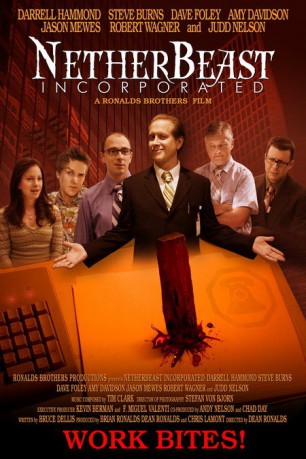 DARRELL HAMMOND STEVE BURNS DAVE FOLEY AMY DAVIDSON
JASON MEWES ROBERT WAGNER and JUDD NELSON
NETHERBEAST
INCORPORATED
A RONALDS BROTHERS FILM
RONALDS BROTHERS PRODUCTIONS presents NETHERBEAST INCORPORATED DARRELL HAMMOND STEVE BURNS
DAVE FOLEY AMY DAVIDSON JASON MEWES ROBERT WAGNER and JUDD NELSON
MUSIC COMPOSED by TIM CLARK DIRECTOR OF PHOTOGRAPHY STEFAN VON BJORN
EXECUTIVE PRODUCER KEVIN BERMAN and F. MIGUEL VALENTI CO-PRODUCED by ANDY NELSON and CHAD DAY
WRITTEN by BRUCE DELLIS PRODUCED by BRIAN RONALDS DEAN RONALDS and CHRIS LAMONT DIRECTED by DEAN RONALDS
WORK BITES!